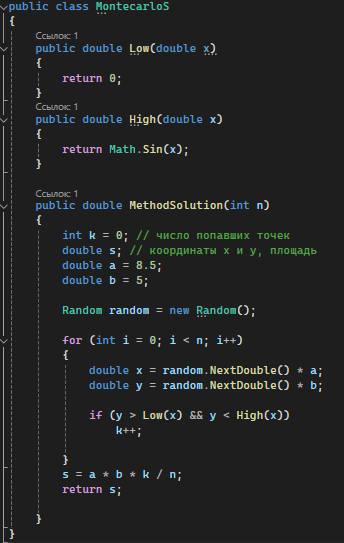 public class MontecarloS
{
Ссылок: 1
public double Low(double x)
{
return 0;
}
Ссылок: 1
public double High(double x)
{
return Math.Sin(x);
}
Ссылок: 1
public double MethodSolution(int n)
{
int k = 0; // число попавших точек
double s; // координаты x и y, площадь
double a = 8.5;
double b = 5;
Random random = new Random();
for (int i = 0; i < n; i++)
{
double x = random.NextDouble() * a;
double y = random.NextDouble() * b;
if (y > Low(x) && y < High(x))
k++;
}
s = a * b * k / n;
return s;
}
}